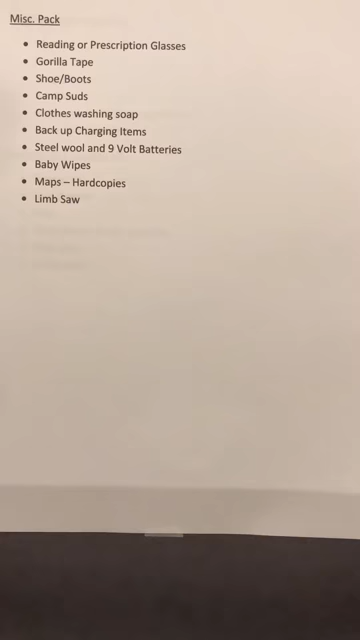 Misc. Pack
• Reading or Prescription Glasses
• Gorilla Tape
• Shoe/Boots
• Camp Suds
• Clothes washing soap
• Back up Charging Items
• Steel wool and 9 Volt Batteries
• Baby Wipes
• Maps – Hardcopies
• Limb Saw